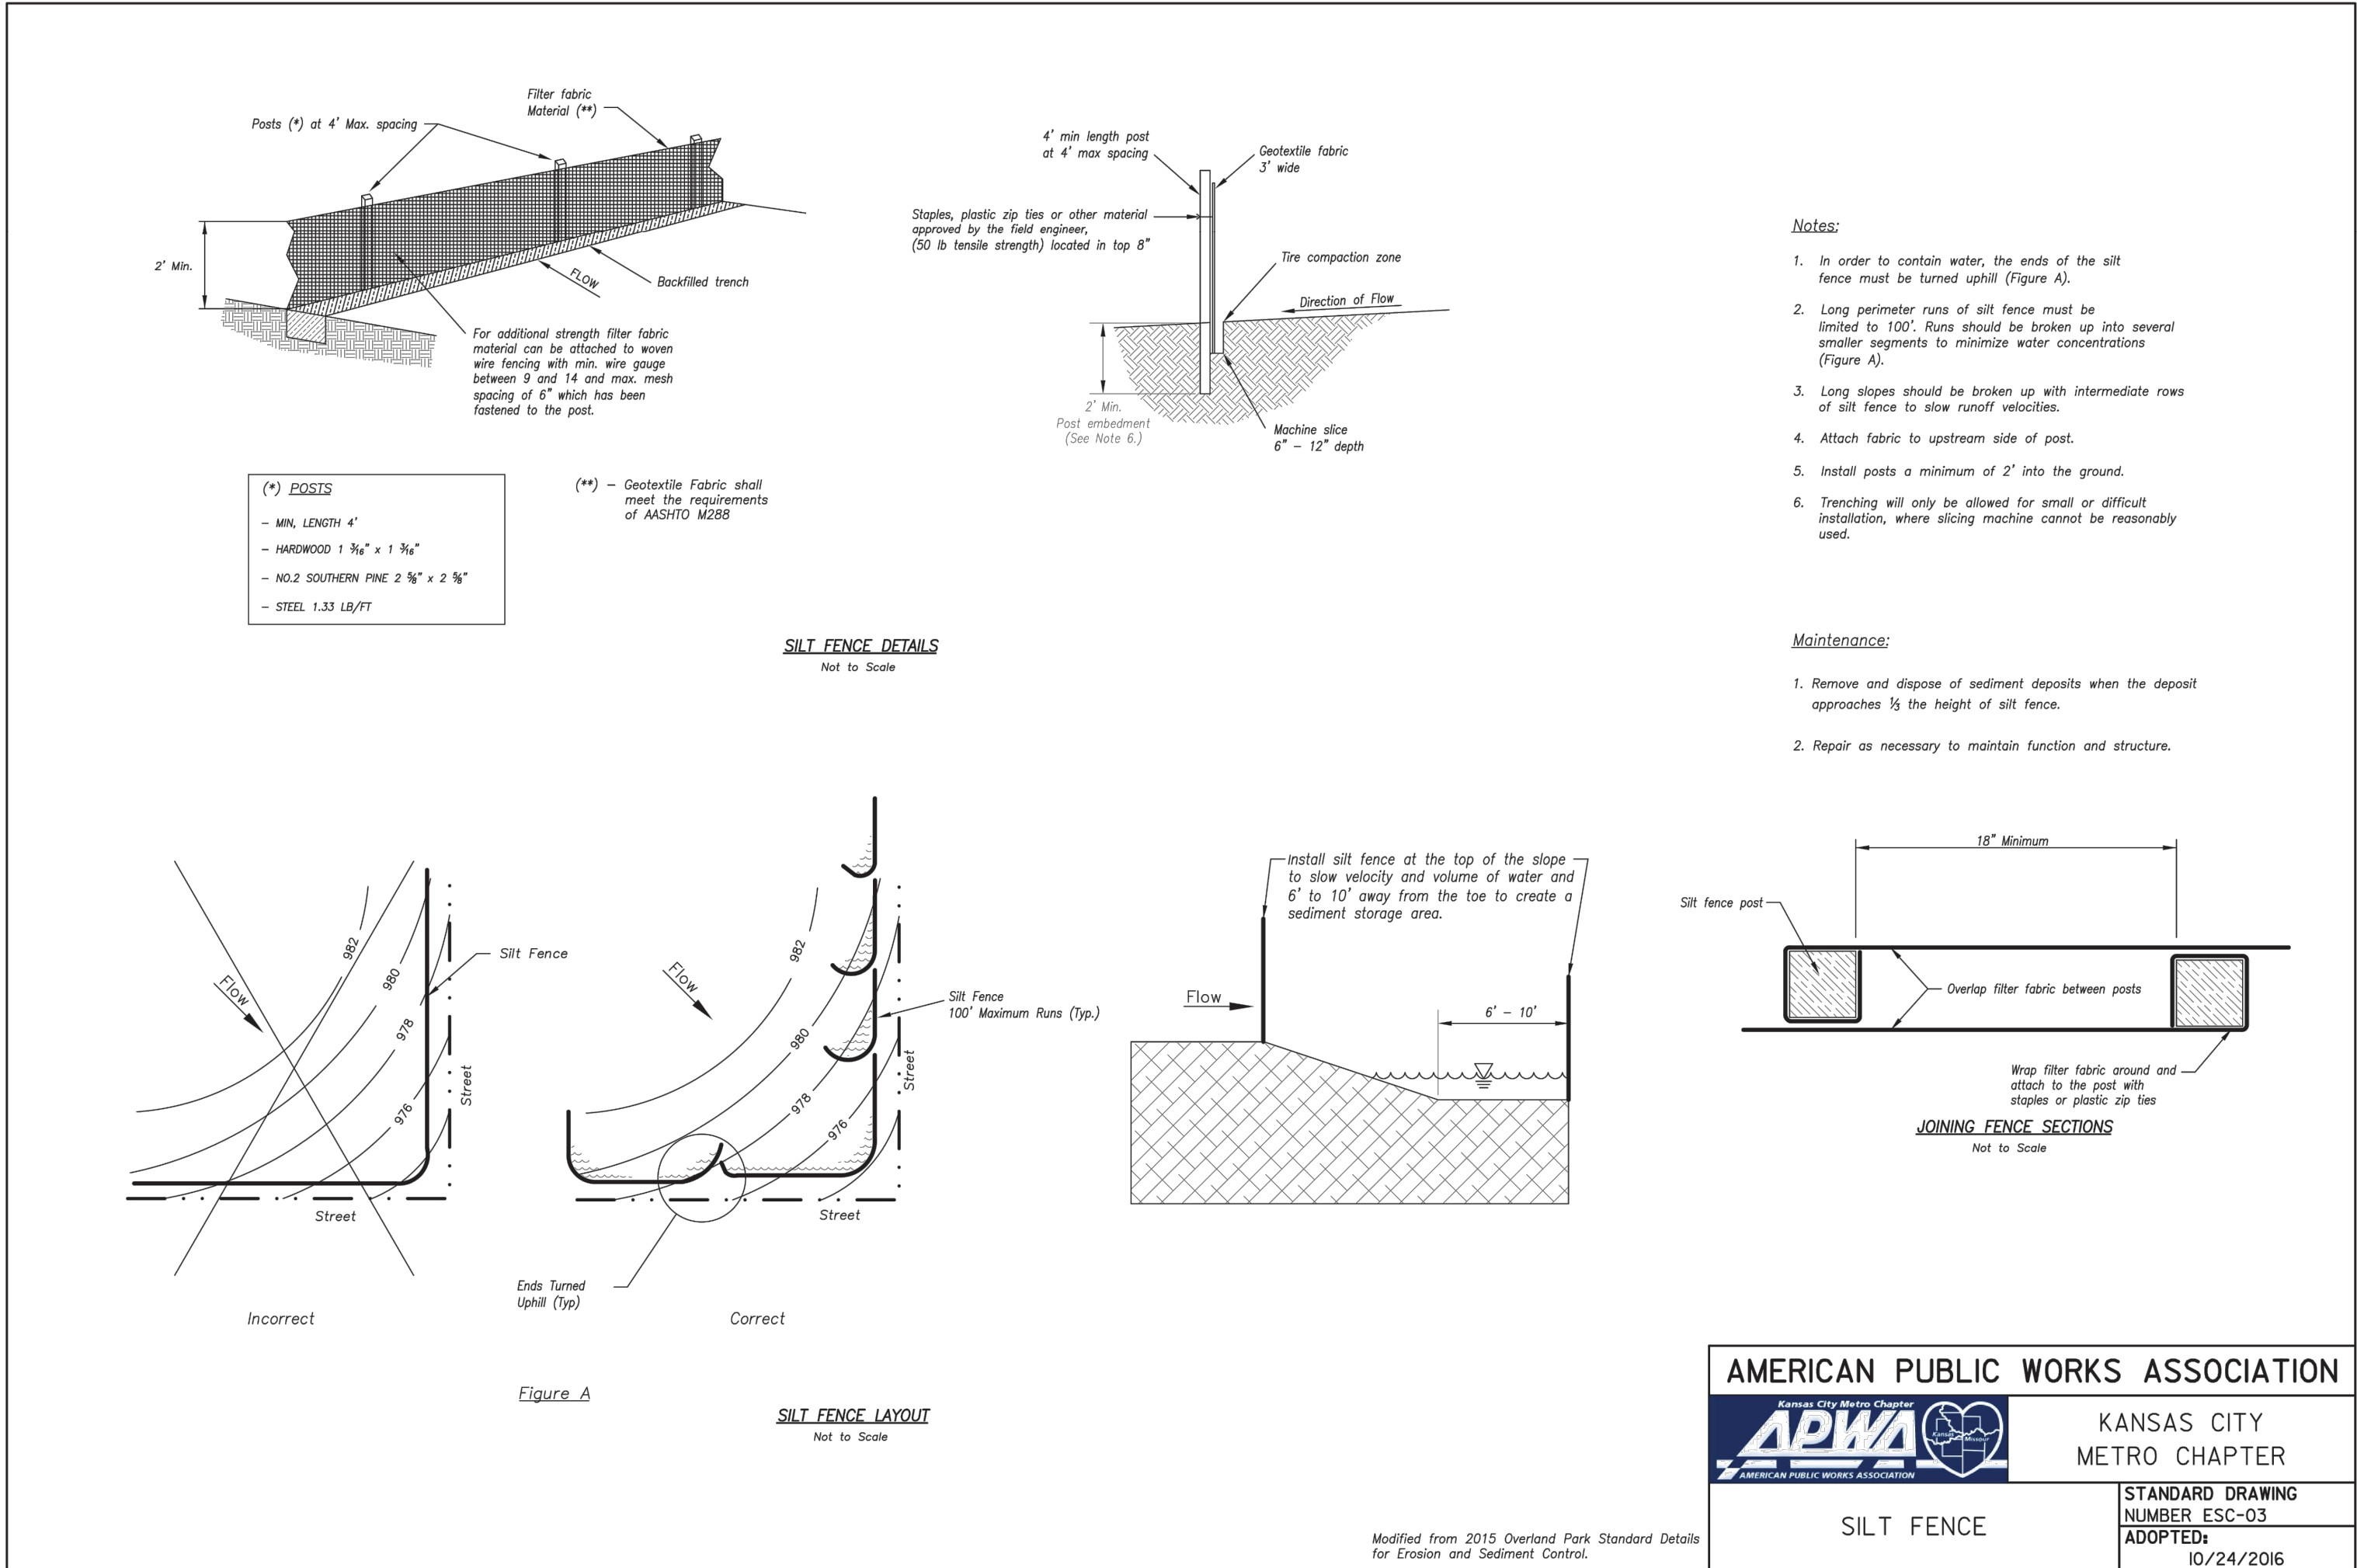 Filter fabric
Material (**)
Posts (*) at 4' Max. spacing
2' Min.
FLOW
Backfilled trench
For additional strength filter fabric
material can be attached to woven
wire fencing with min. wire gauge
between 9 and 14 and max. mesh
spacing of 6" which has been
fastened to the post.
(*) POSTS
– MIN, LENGTH 4'
– HARDWOOD 1 3/16" x 1 3/16"
– NO.2 SOUTHERN PINE 2 5/8" x 2 5/8"
– STEEL 1.33 LB/FT
(**) – Geotextile Fabric shall
meet the requirements
of AASHTO M288
4' min length post
at 4' max spacing
Geotextile fabric
3' wide
Staples, plastic zip ties or other material
approved by the field engineer,
(50 lb tensile strength) located in top 8"
Tire compaction zone
Direction of Flow
2' Min.
Post embedment
(See Note 6.)
Machine slice
6" – 12" depth
SILT FENCE DETAILS
Not to Scale
Notes:
1. In order to contain water, the ends of the silt
fence must be turned uphill (Figure A).
2. Long perimeter runs of silt fence must be
limited to 100'. Runs should be broken up into several
smaller segments to minimize water concentrations
(Figure A).
3. Long slopes should be broken up with intermediate rows
of silt fence to slow runoff velocities.
4. Attach fabric to upstream side of post.
5. Install posts a minimum of 2' into the ground.
6. Trenching will only be allowed for small or difficult
installation, where slicing machine cannot be reasonably
used.
Maintenance:
1. Remove and dispose of sediment deposits when the deposit
approaches 1/3 the height of silt fence.
2. Repair as necessary to maintain function and structure.
982
980
978
976
Flow
Silt Fence
Street
Street
Incorrect
982
980
978
976
Flow
Silt Fence
100' Maximum Runs (Typ.)
Street
Street
Ends Turned
Uphill (Typ)
Correct
Figure A
SILT FENCE LAYOUT
Not to Scale
Install silt fence at the top of the slope
to slow velocity and volume of water and
6' to 10' away from the toe to create a
sediment storage area.
Flow
6' – 10'
18" Minimum
Silt fence post
Overlap filter fabric between posts
Wrap filter fabric around and
attach to the post with
staples or plastic zip ties
JOINING FENCE SECTIONS
Not to Scale
Modified from 2015 Overland Park Standard Details
for Erosion and Sediment Control.
AMERICAN PUBLIC WORKS ASSOCIATION
Kansas City Metro Chapter
APWA
Kansas
Missouri
AMERICAN PUBLIC WORKS ASSOCIATION
KANSAS CITY
METRO CHAPTER
SILT FENCE
STANDARD DRAWING
NUMBER ESC-03
ADOPTED:
10/24/2016